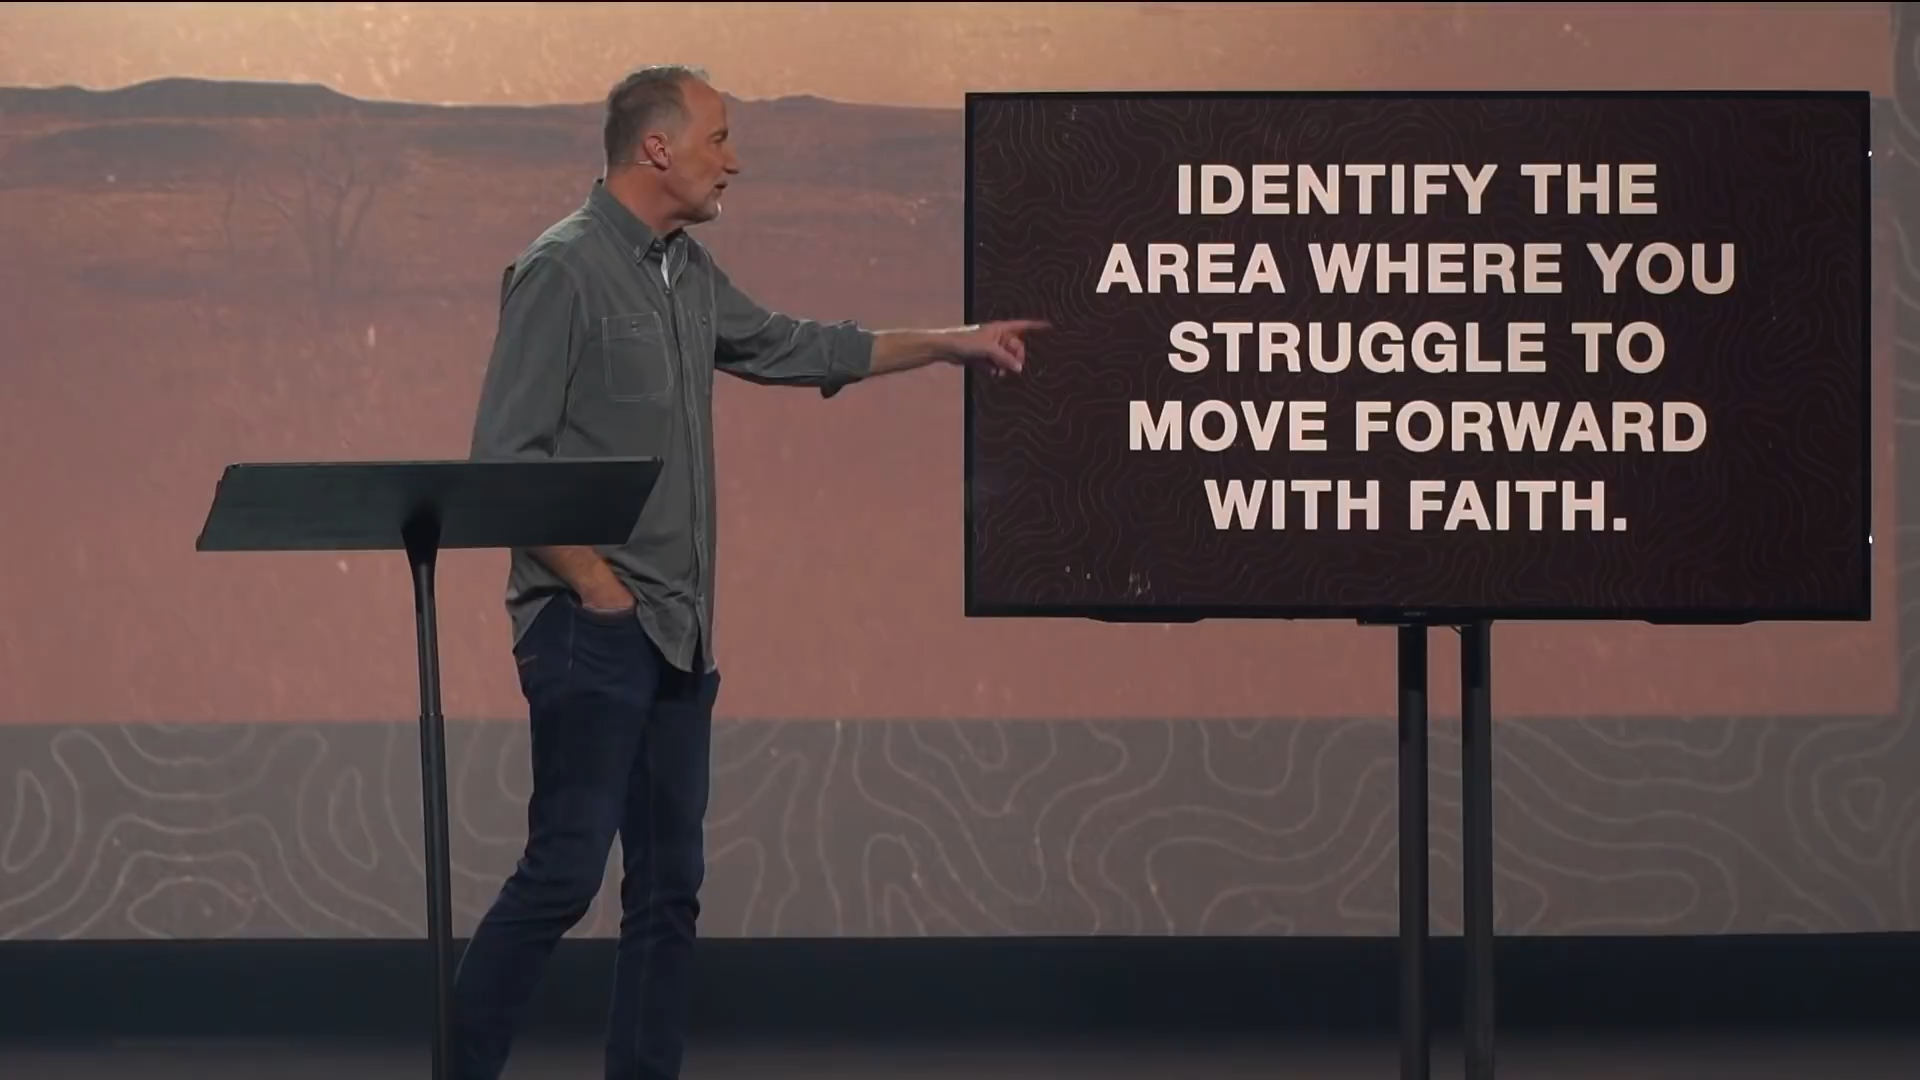 IDENTIFY THE
AREA WHERE YOU
STRUGGLE TO
MOVE FORWARD
WITH FAITH.